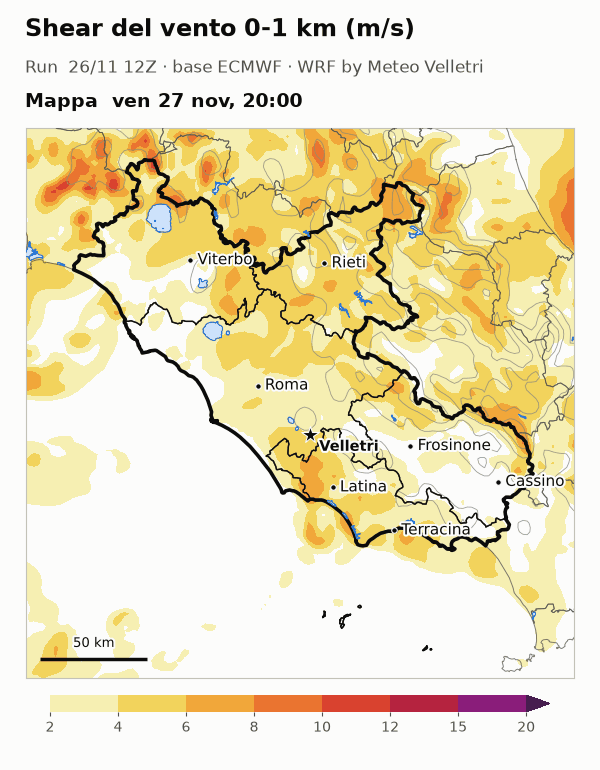 Shear del vento 0-1 km (m/s)
Run  26/11 12Z · base ECMWF · WRF by Meteo Velletri
Mappa  ven 27 nov, 20:00
Viterbo
Rieti
Roma
Velletri
Frosinone
Latina
Cassino
Terracina
50 km
2 4 6 8 10 12 15 20